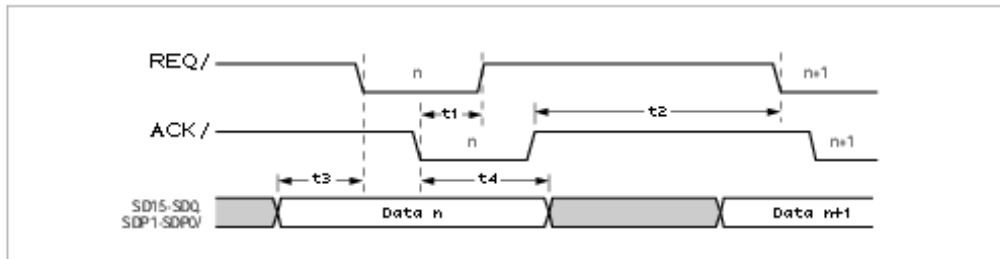 REQ/ n n+1
t1 t2
ACK/ n n+1
t3 t4
SD15-SD0,
SDP1-SDP0/ Data n Data n+1